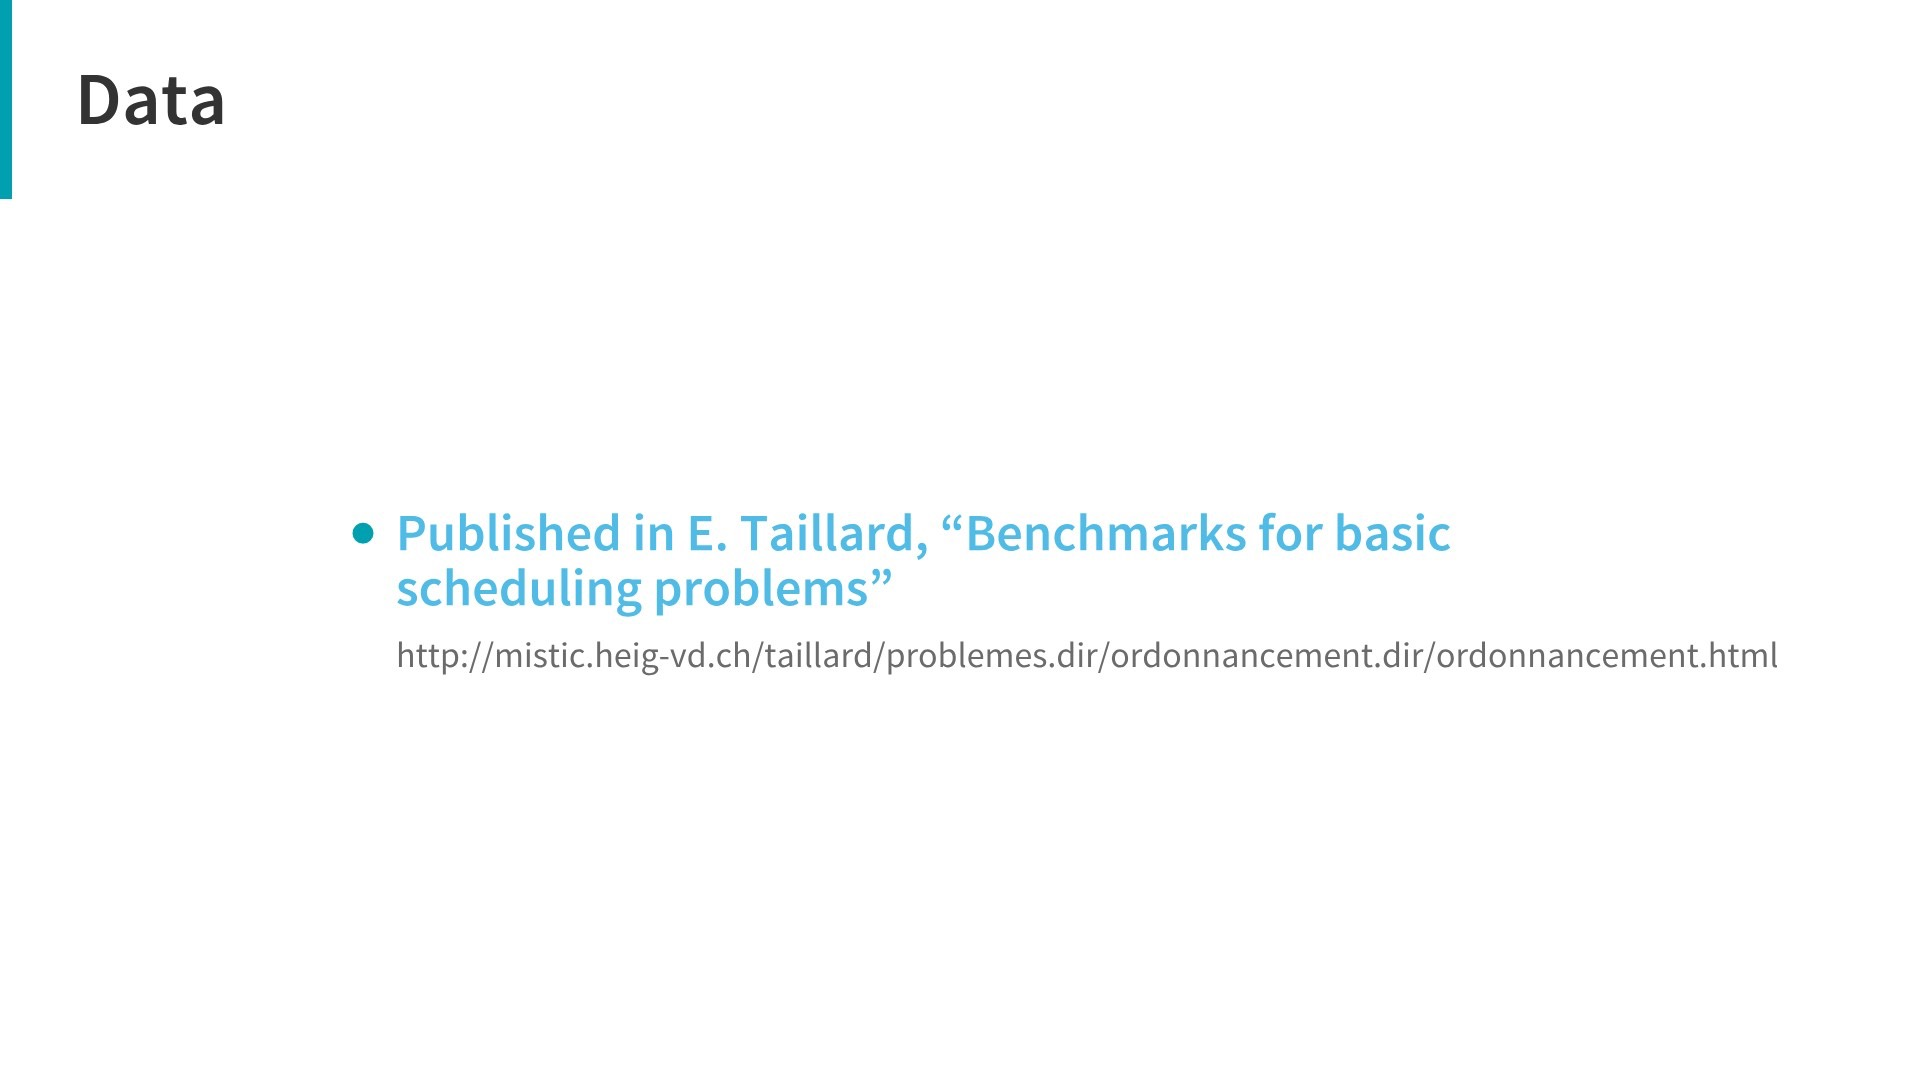 Data
Published in E. Taillard, “Benchmarks for basic
scheduling problems”
http://mistic.heig-vd.ch/taillard/problemes.dir/ordonnancement.dir/ordonnancement.html